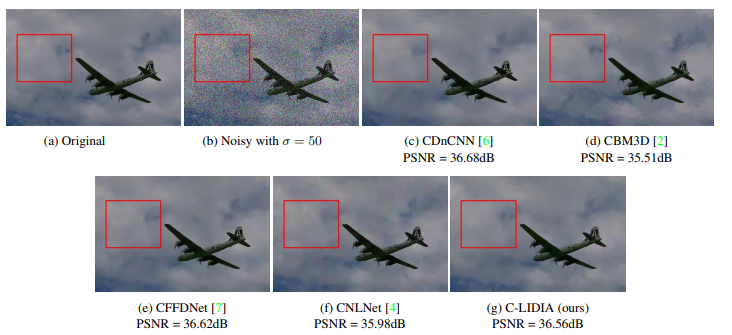 (a) Original
(b) Noisy with σ = 50
(c) CDnCNN [6]
PSNR = 36.68dB
(d) CBM3D [2]
PSNR = 35.51dB
(e) CFFDNet [7]
PSNR = 36.62dB
(f) CNLNet [4]
PSNR = 35.98dB
(g) C-LIDIA (ours)
PSNR = 36.56dB